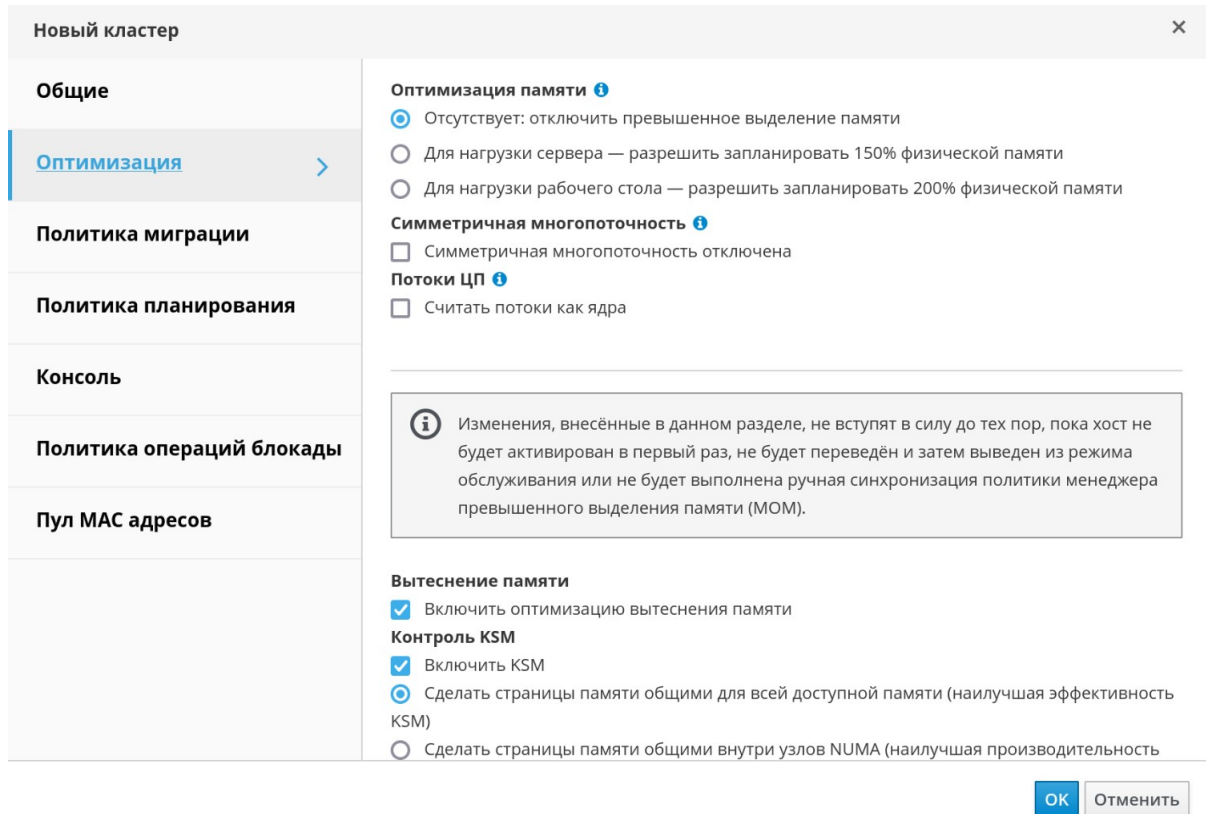 Новый кластер
Общие
Оптимизация
Политика миграции
Политика планирования
Консоль
Политика операций блокады
Пул МАС адресов
Оптимизация памяти
Отсутствует: отключить превышенное выделение памяти
Для нагрузки сервера — разрешить запланировать 150% физической памяти
Для нагрузки рабочего стола — разрешить запланировать 200% физической памяти
Симметричная многопоточность
Симметричная многопоточность отключена
Потоки ЦП
Считать потоки как ядра
Изменения, внесённые в данном разделе, не вступят в силу до тех пор, пока хост не
будет активирован в первый раз, не будет переведён и затем выведен из режима
обслуживания или не будет выполнена ручная синхронизация политики менеджера
превышенного выделения памяти (MOM).
Вытеснение памяти
Включить оптимизацию вытеснения памяти
Контроль KSM
Включить KSM
Сделать страницы памяти общими для всей доступной памяти (наилучшая эффективность
KSM)
Сделать страницы памяти общими внутри узлов NUMA (наилучшая производительность
OK
Отменить